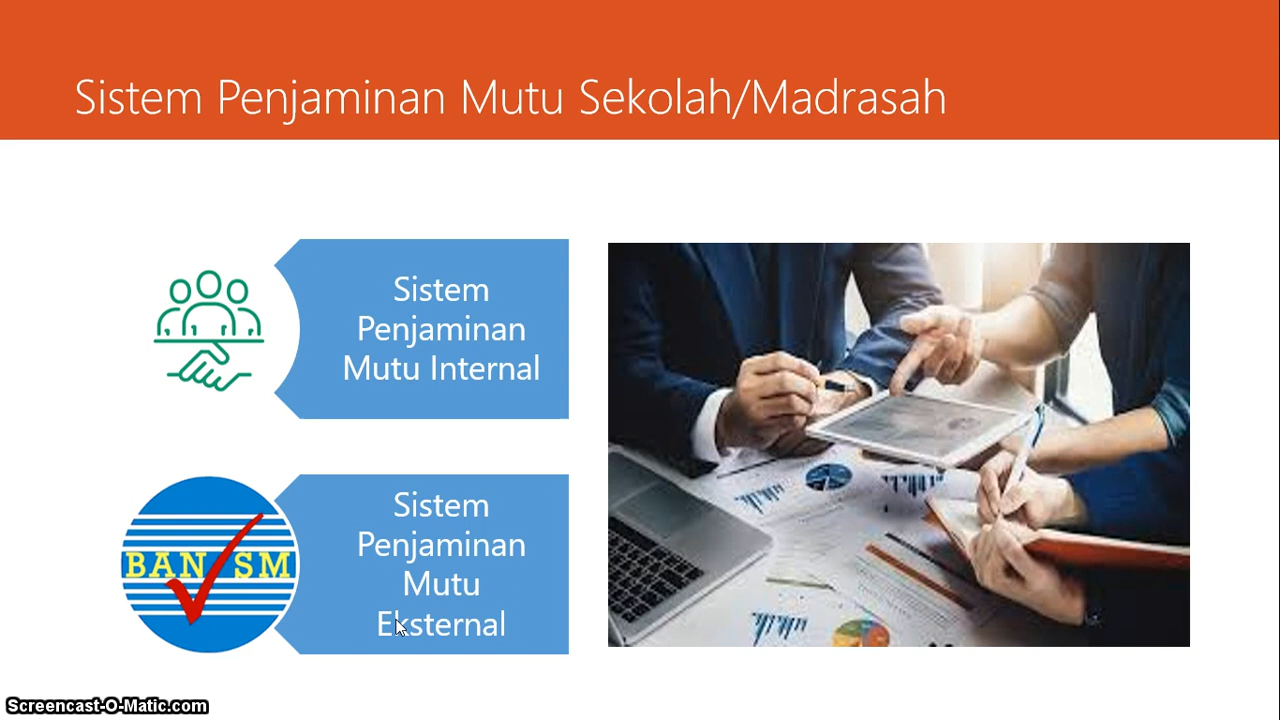 Sistem Penjaminan Mutu Sekolah/Madrasah
Sistem
Penjaminan
Mutu Internal
BAN SM
Sistem
Penjaminan
Mutu
Eksternal
Screencast-O-Matic.com